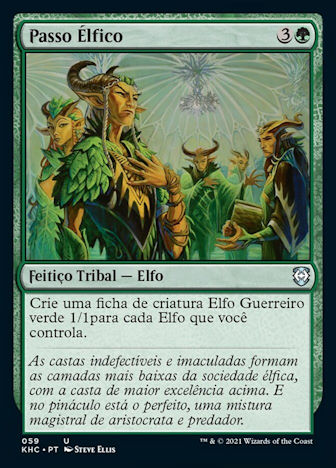 Passo Élfico 3
Feitiço Tribal — Elfo
Crie uma ficha de criatura Elfo Guerreiro
verde 1/1para cada Elfo que você
controla.
As castas indefectíveis e imaculadas formam
as camadas mais baixas da sociedade élfica,
com a casta de maior excelência acima. E
no pináculo está o perfeito, uma mistura
magistral de aristocrata e predador.
059 U
KHC • PT Steve Ellis ™ & © 2021 Wizards of the Coast